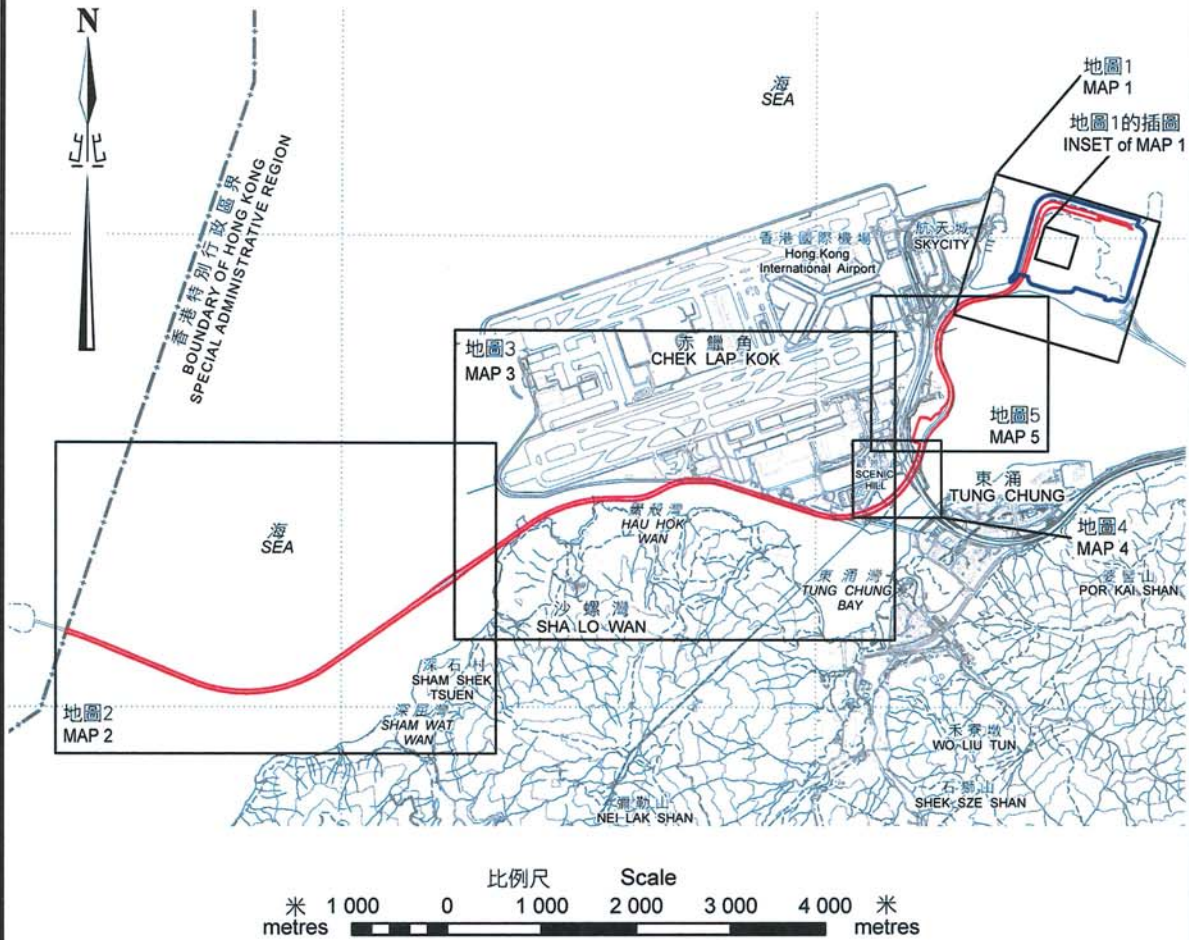 N
海
SEA
地圖1
MAP 1
地圖1的插圖
INSET of MAP 1
香港特別行政區界
BOUNDARY OF HONG KONG
SPECIAL ADMINISTRATIVE REGION
香港國際機場
Hong Kong
International Airport
航天城
SKYCITY
地圖3
MAP 3
赤鱲角
CHEK LAP KOK
地圖5
MAP 5
SCENIC
HILL
東涌
TUNG CHUNG
地圖4
MAP 4
海
SEA
HAU HOK
WAN
東涌灣
TUNG CHUNG
BAY
POR KAI SHAN
沙螺灣
SHA LO WAN
深石村
SHAM SHEK
TSUEN
深屈灣
SHAM WAT
WAN
地圖2
MAP 2
禾寮墩
WO LIU TUN
石獅山
SHEK SZE SHAN
彌勒山
NEI LAK SHAN
比例尺 Scale
米 1 000 0 1 000 2 000 3 000 4 000 米
metres metres